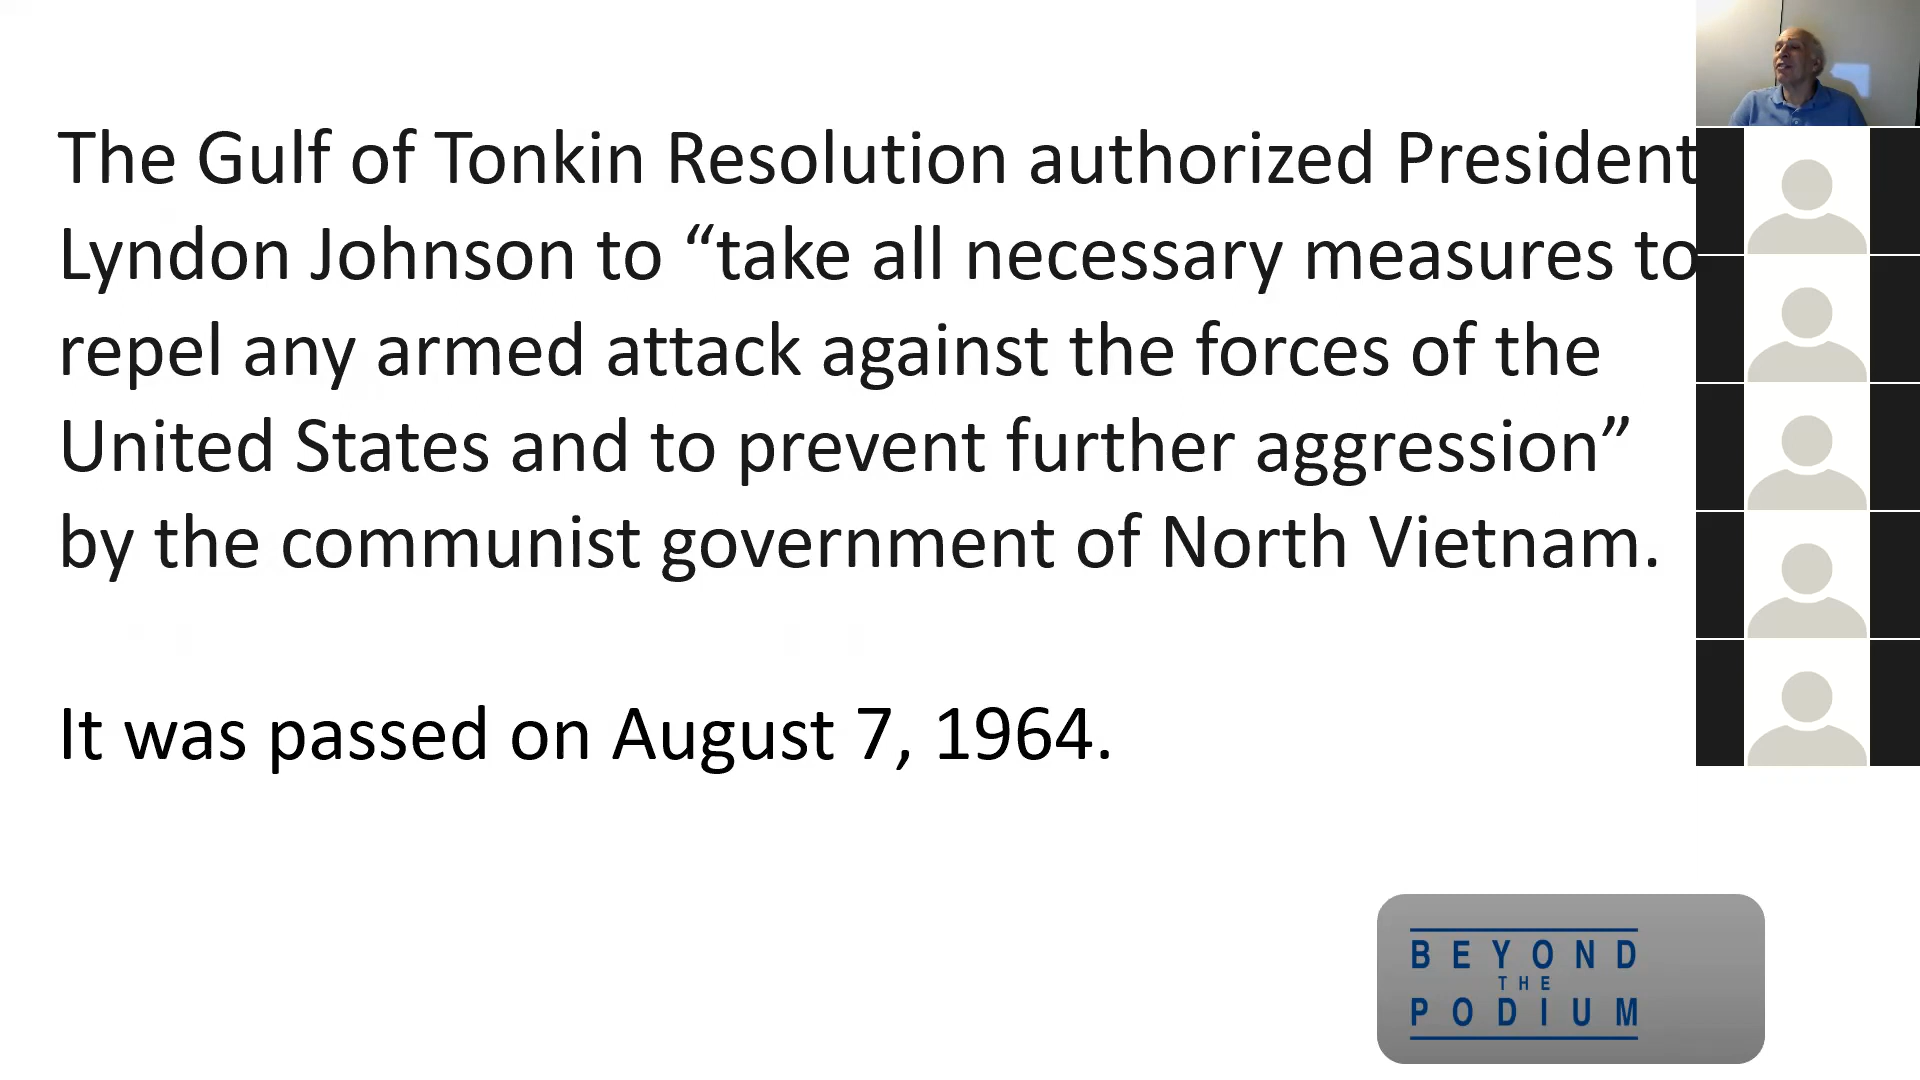 The Gulf of Tonkin Resolution authorized President
Lyndon Johnson to “take all necessary measures to
repel any armed attack against the forces of the
United States and to prevent further aggression”
by the communist government of North Vietnam.
It was passed on August 7, 1964.
BEYOND
THE
PODIUM